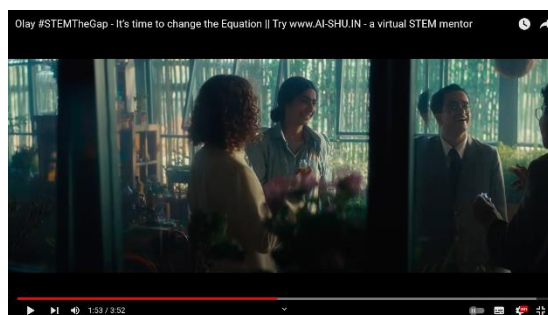 Olay #STEMTheGap - It's time to change the Equation || Try www.AI-SHU.IN - a virtual STEM mentor
1:53 / 3:52